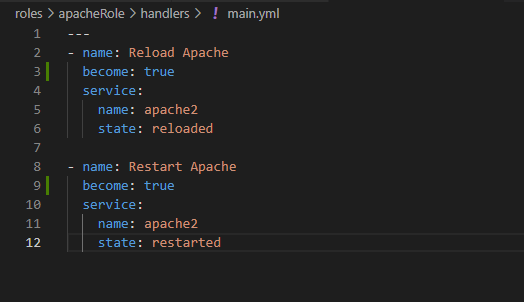 roles > apacheRole > handlers > ! main.yml
1 ---
2 - name: Reload Apache
3   become: true
4   service:
5     name: apache2
6     state: reloaded
7
8 - name: Restart Apache
9   become: true
10   service:
11     name: apache2
12     state: restarted